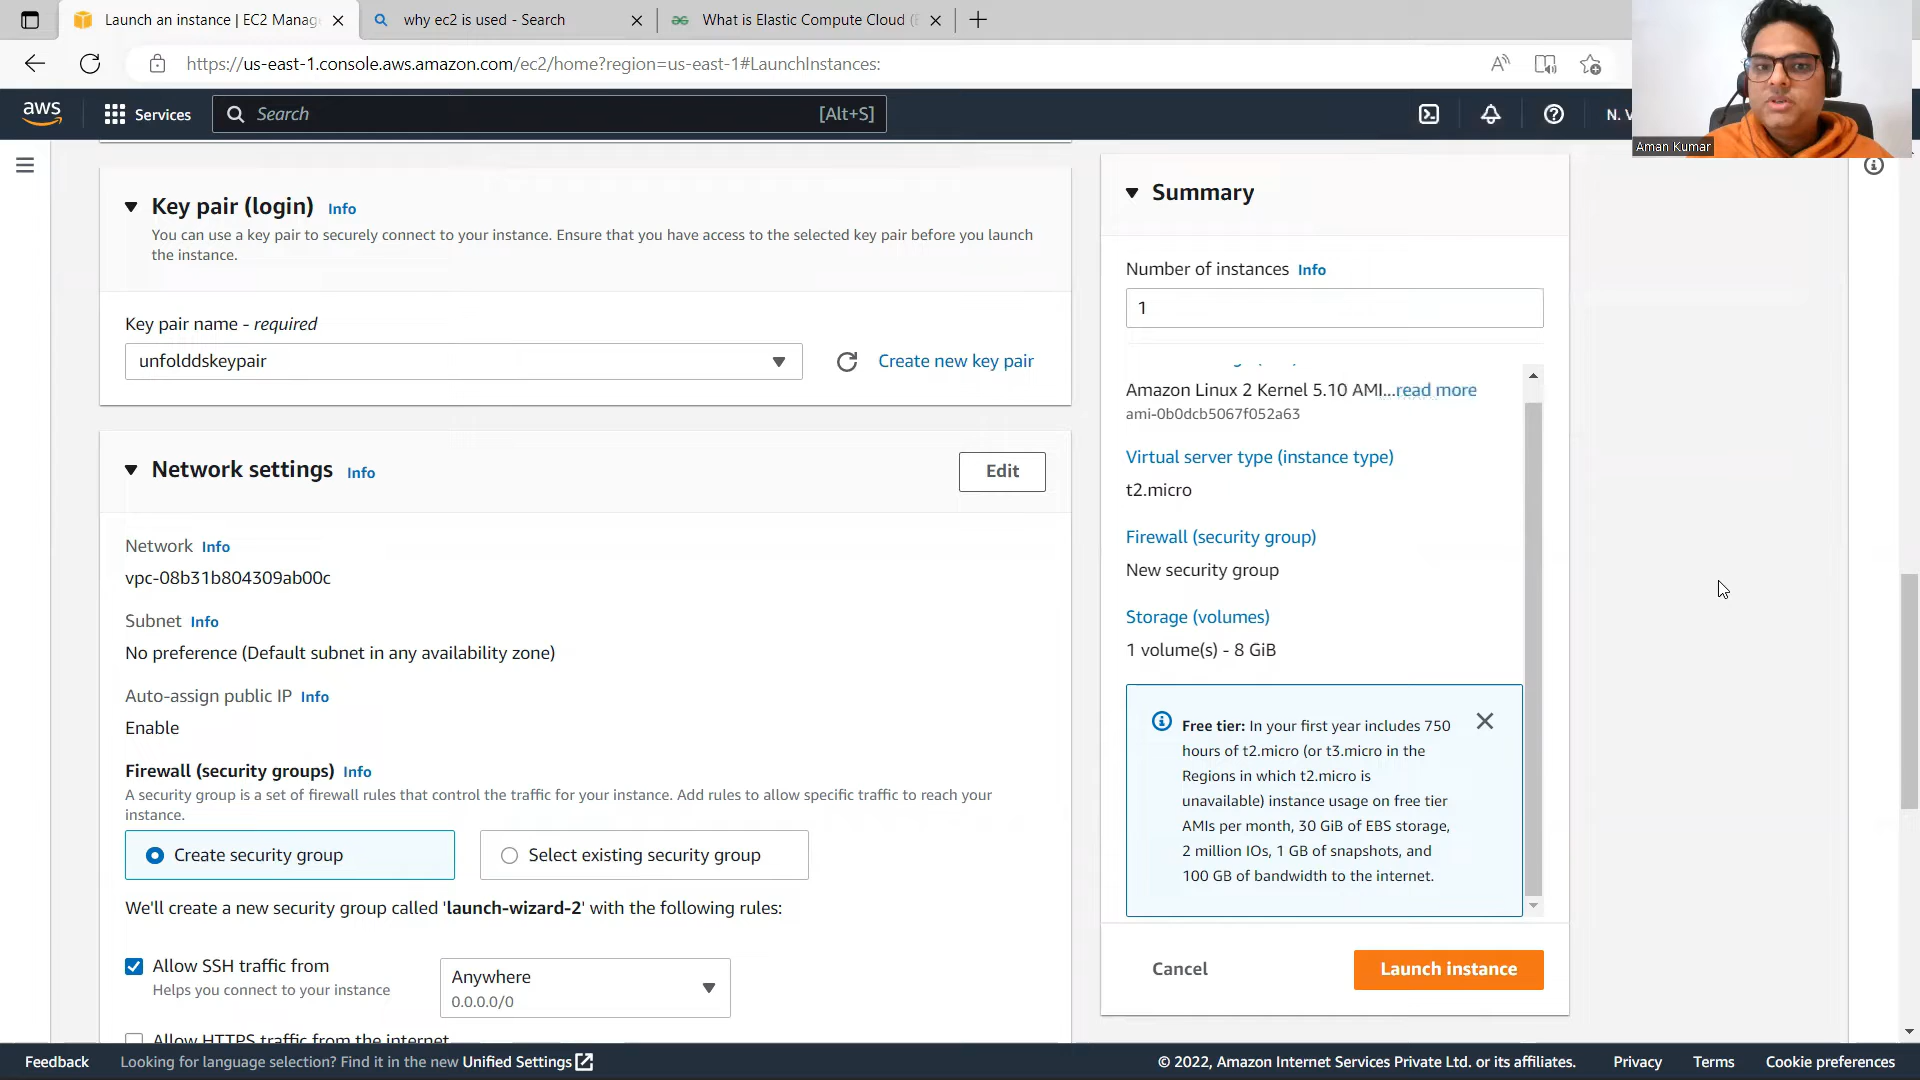 Launch an instance | EC2 Manag
why ec2 is used - Search
What is Elastic Compute Cloud (
https://us-east-1.console.aws.amazon.com/ec2/home?region=us-east-1#LaunchInstances:
aws
Services
Search
[Alt+S]
N. V
Aman Kumar
Key pair (login) Info
You can use a key pair to securely connect to your instance. Ensure that you have access to the selected key pair before you launch
the instance.
Key pair name - required
unfolddskeypair
Create new key pair
Network settings Info
Edit
Network Info
vpc-08b31b804309ab00c
Subnet Info
No preference (Default subnet in any availability zone)
Auto-assign public IP Info
Enable
Firewall (security groups) Info
A security group is a set of firewall rules that control the traffic for your instance. Add rules to allow specific traffic to reach your
instance.
Create security group
Select existing security group
We'll create a new security group called 'launch-wizard-2' with the following rules:
Allow SSH traffic from
Helps you connect to your instance
Anywhere
0.0.0.0/0
Allow HTTPS traffic from the internet
Summary
Number of instances Info
1
Amazon Linux 2 Kernel 5.10 AMI...read more
ami-0b0dcb5067f052a63
Virtual server type (instance type)
t2.micro
Firewall (security group)
New security group
Storage (volumes)
1 volume(s) - 8 GiB
Free tier: In your first year includes 750
hours of t2.micro (or t3.micro in the
Regions in which t2.micro is
unavailable) instance usage on free tier
AMIs per month, 30 GiB of EBS storage,
2 million IOs, 1 GB of snapshots, and
100 GB of bandwidth to the internet.
Cancel
Launch instance
Feedback
Looking for language selection? Find it in the new Unified Settings
© 2022, Amazon Internet Services Private Ltd. or its affiliates.
Privacy
Terms
Cookie preferences